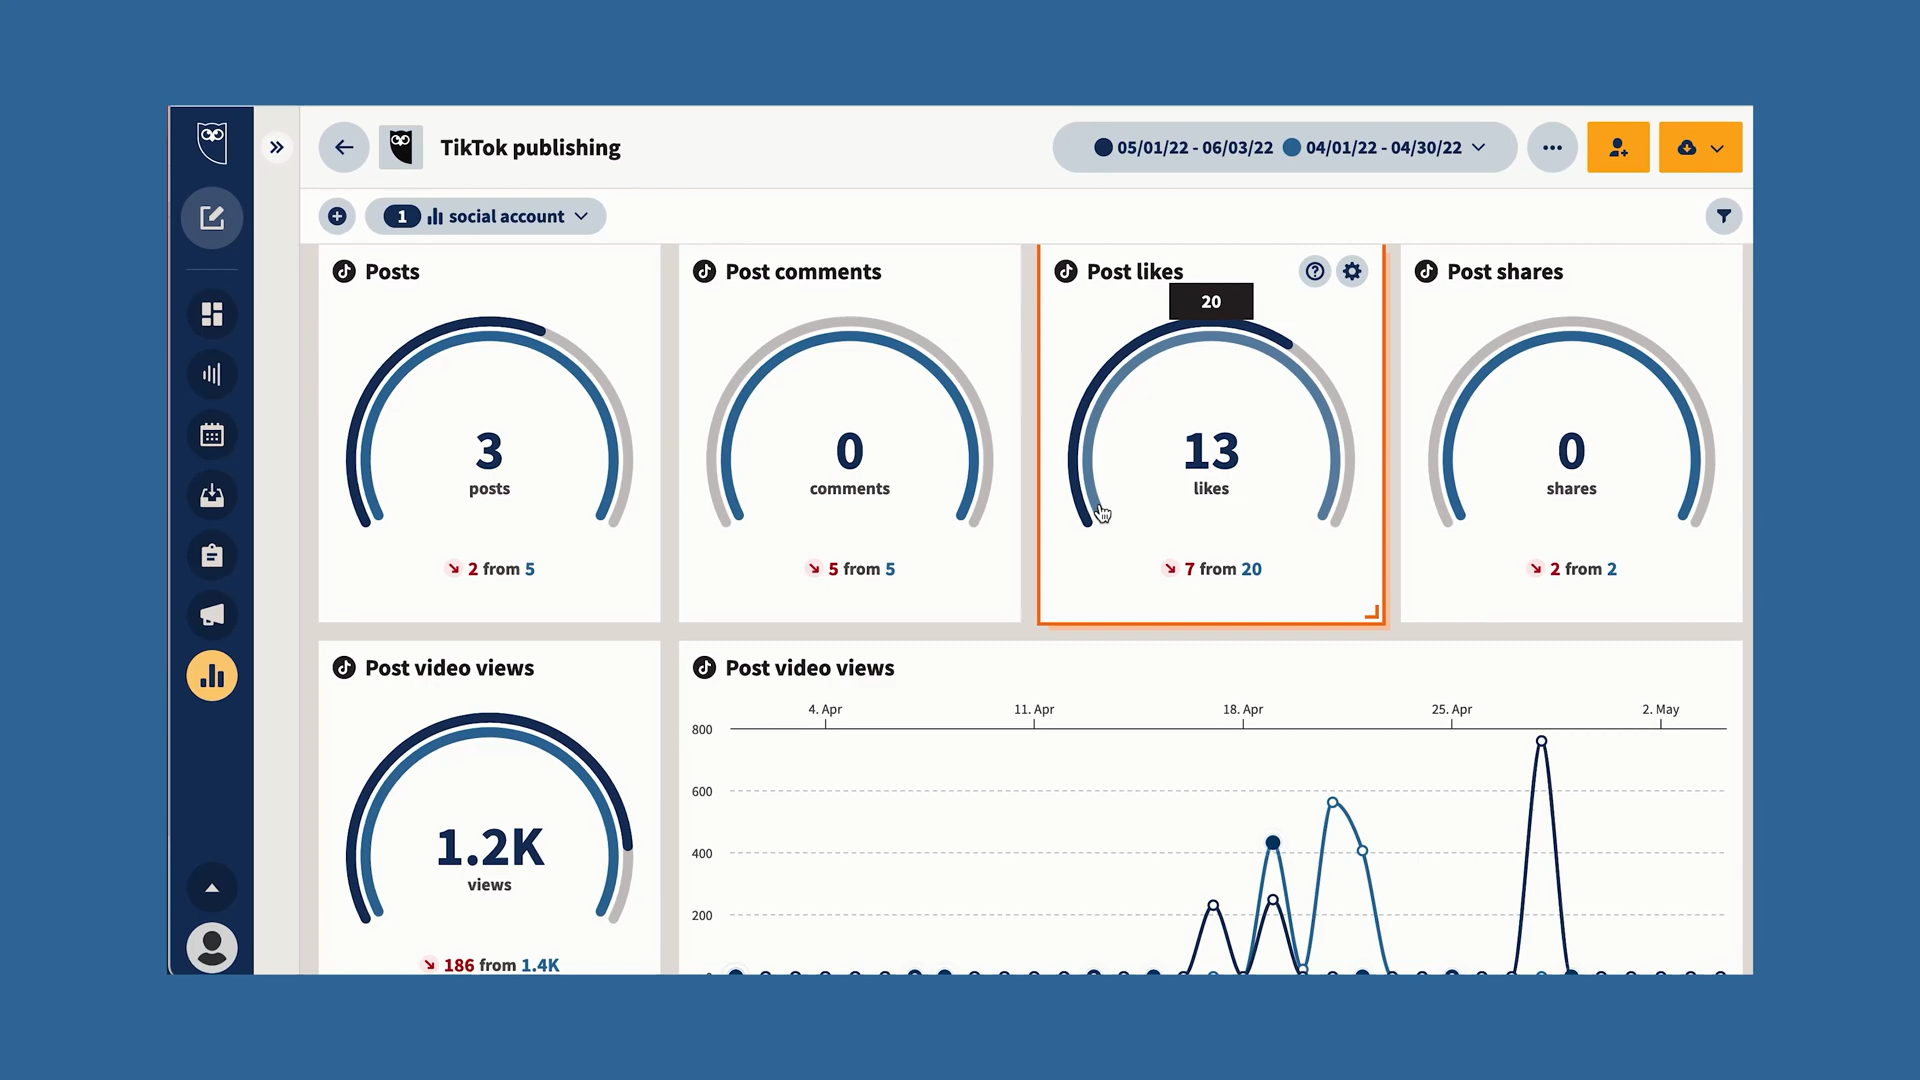 TikTok publishing
05/01/22 - 06/03/22 04/01/22 - 04/30/22
1 social account
Posts
3
posts
2 from 5
Post comments
0
comments
5 from 5
Post likes
20
13
likes
7 from 20
Post shares
0
shares
2 from 2
Post video views
1.2K
views
186 from 1.4K
Post video views
4. Apr 11. Apr 18. Apr 25. Apr 2. May
800
600
400
200